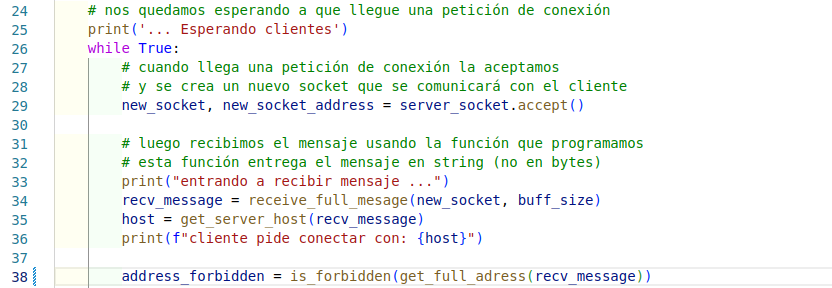 24 # nos quedamos esperando a que llegue una petición de conexión
25 print('... Esperando clientes')
26 while True:
27 # cuando llega una petición de conexión la aceptamos
28 # y se crea un nuevo socket que se comunicará con el cliente
29 new_socket, new_socket_address = server_socket.accept()
30
31 # luego recibimos el mensaje usando la función que programamos
32 # esta función entrega el mensaje en string (no en bytes)
33 print("entrando a recibir mensaje ...")
34 recv_message = receive_full_mesage(new_socket, buff_size)
35 host = get_server_host(recv_message)
36 print(f"cliente pide conectar con: {host}")
37
38 address_forbidden = is_forbidden(get_full_adress(recv_message))